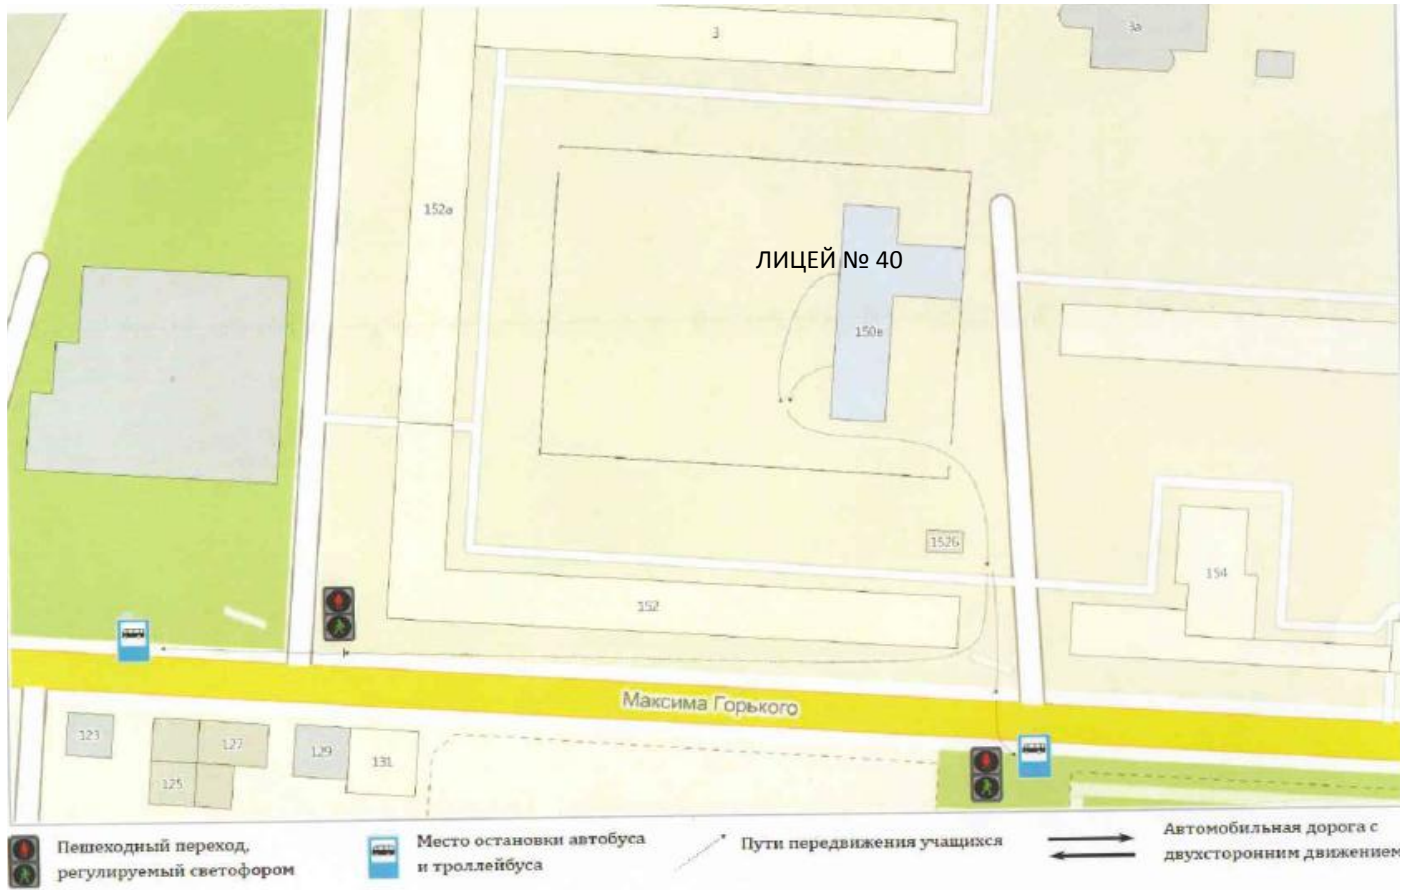 3
3а
152а
ЛИЦЕЙ № 40
150в
152Б
154
152
Максима Горького
123
127
129
131
125
Пешеходный переход,
регулируемый светофором
Место остановки автобуса
и троллейбуса
Пути передвижения учащихся
Автомобильная дорога с
двухсторонним движением